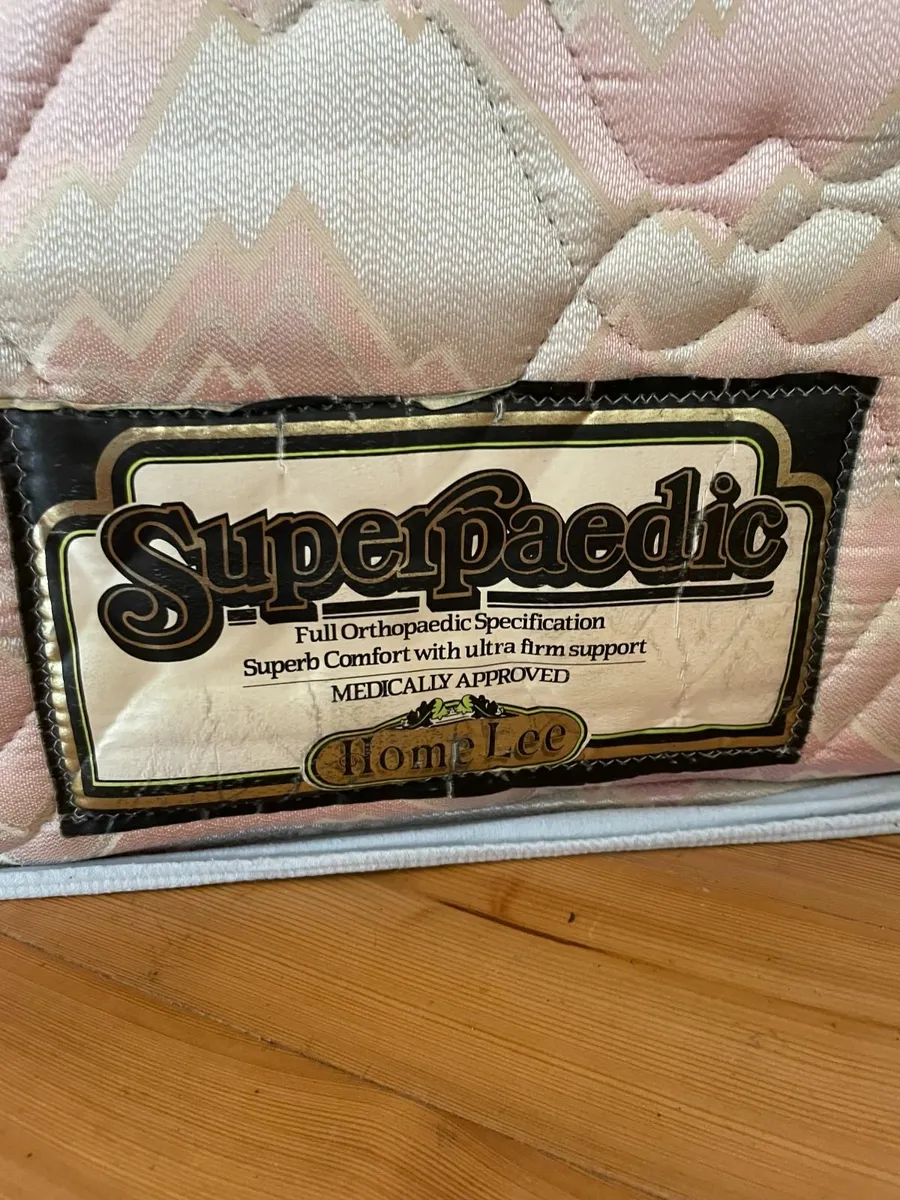 Superpaedic
Full Orthopaedic Specification
Superb Comfort with ultra firm support
MEDICALLY APPROVED
Home Lee